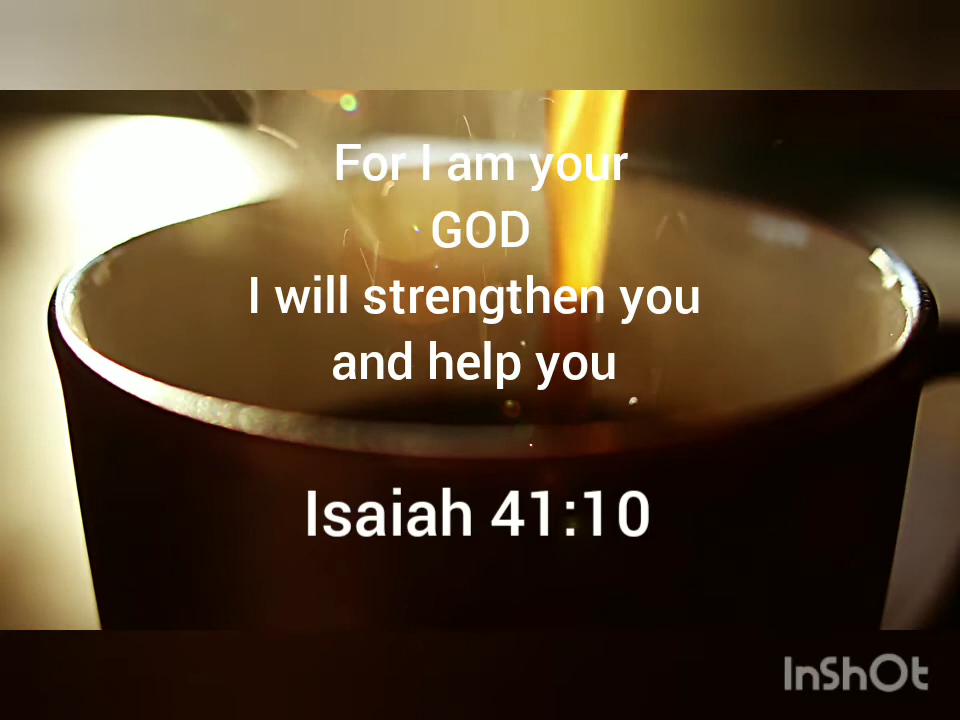 For I am your
GOD
I will strengthen you
and help you
Isaiah 41:10
InShOt